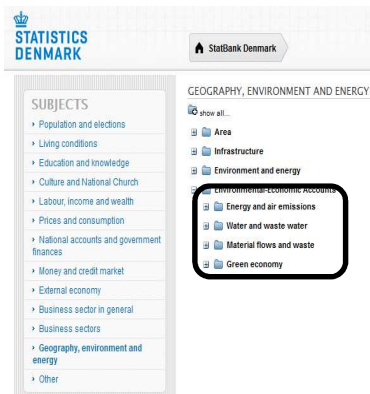 STATISTICS
DENMARK
StatBank Denmark
SUBJECTS
Population and elections
Living conditions
Education and knowledge
Culture and National Church
Labour, income and wealth
Prices and consumption
National accounts and government
finances
Money and credit market
External economy
Business sector in general
Business sectors
Geography, environment and
energy
Other
GEOGRAPHY, ENVIRONMENT AND ENERGY
show all...
Area
Infrastructure
Environment and energy
Environmental-Economic Accounts
Energy and air emissions
Water and waste water
Material flows and waste
Green economy